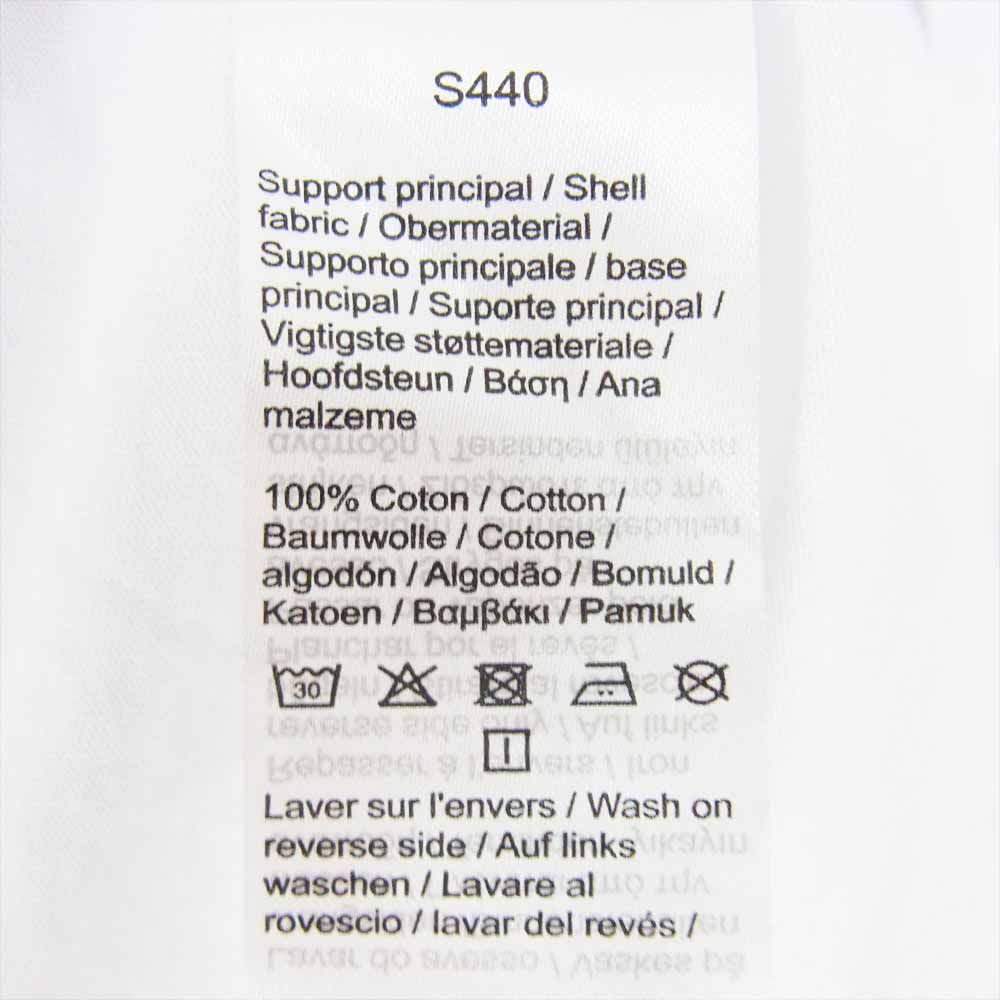 S440
Support principal / Shell
fabric / Obermaterial /
Supporto principale / base
principal / Suporte principal /
Vigtigste støttemateriale /
Hoofdsteun / Βάση / Ana
malzeme
100% Coton / Cotton /
Baumwolle / Cotone /
algodón / Algodão / Bomuld /
Katoen / Βαμβάκι / Pamuk
30
Laver sur l'envers / Wash on
reverse side / Auf links
waschen / Lavare al
rovescio / lavar del revés /